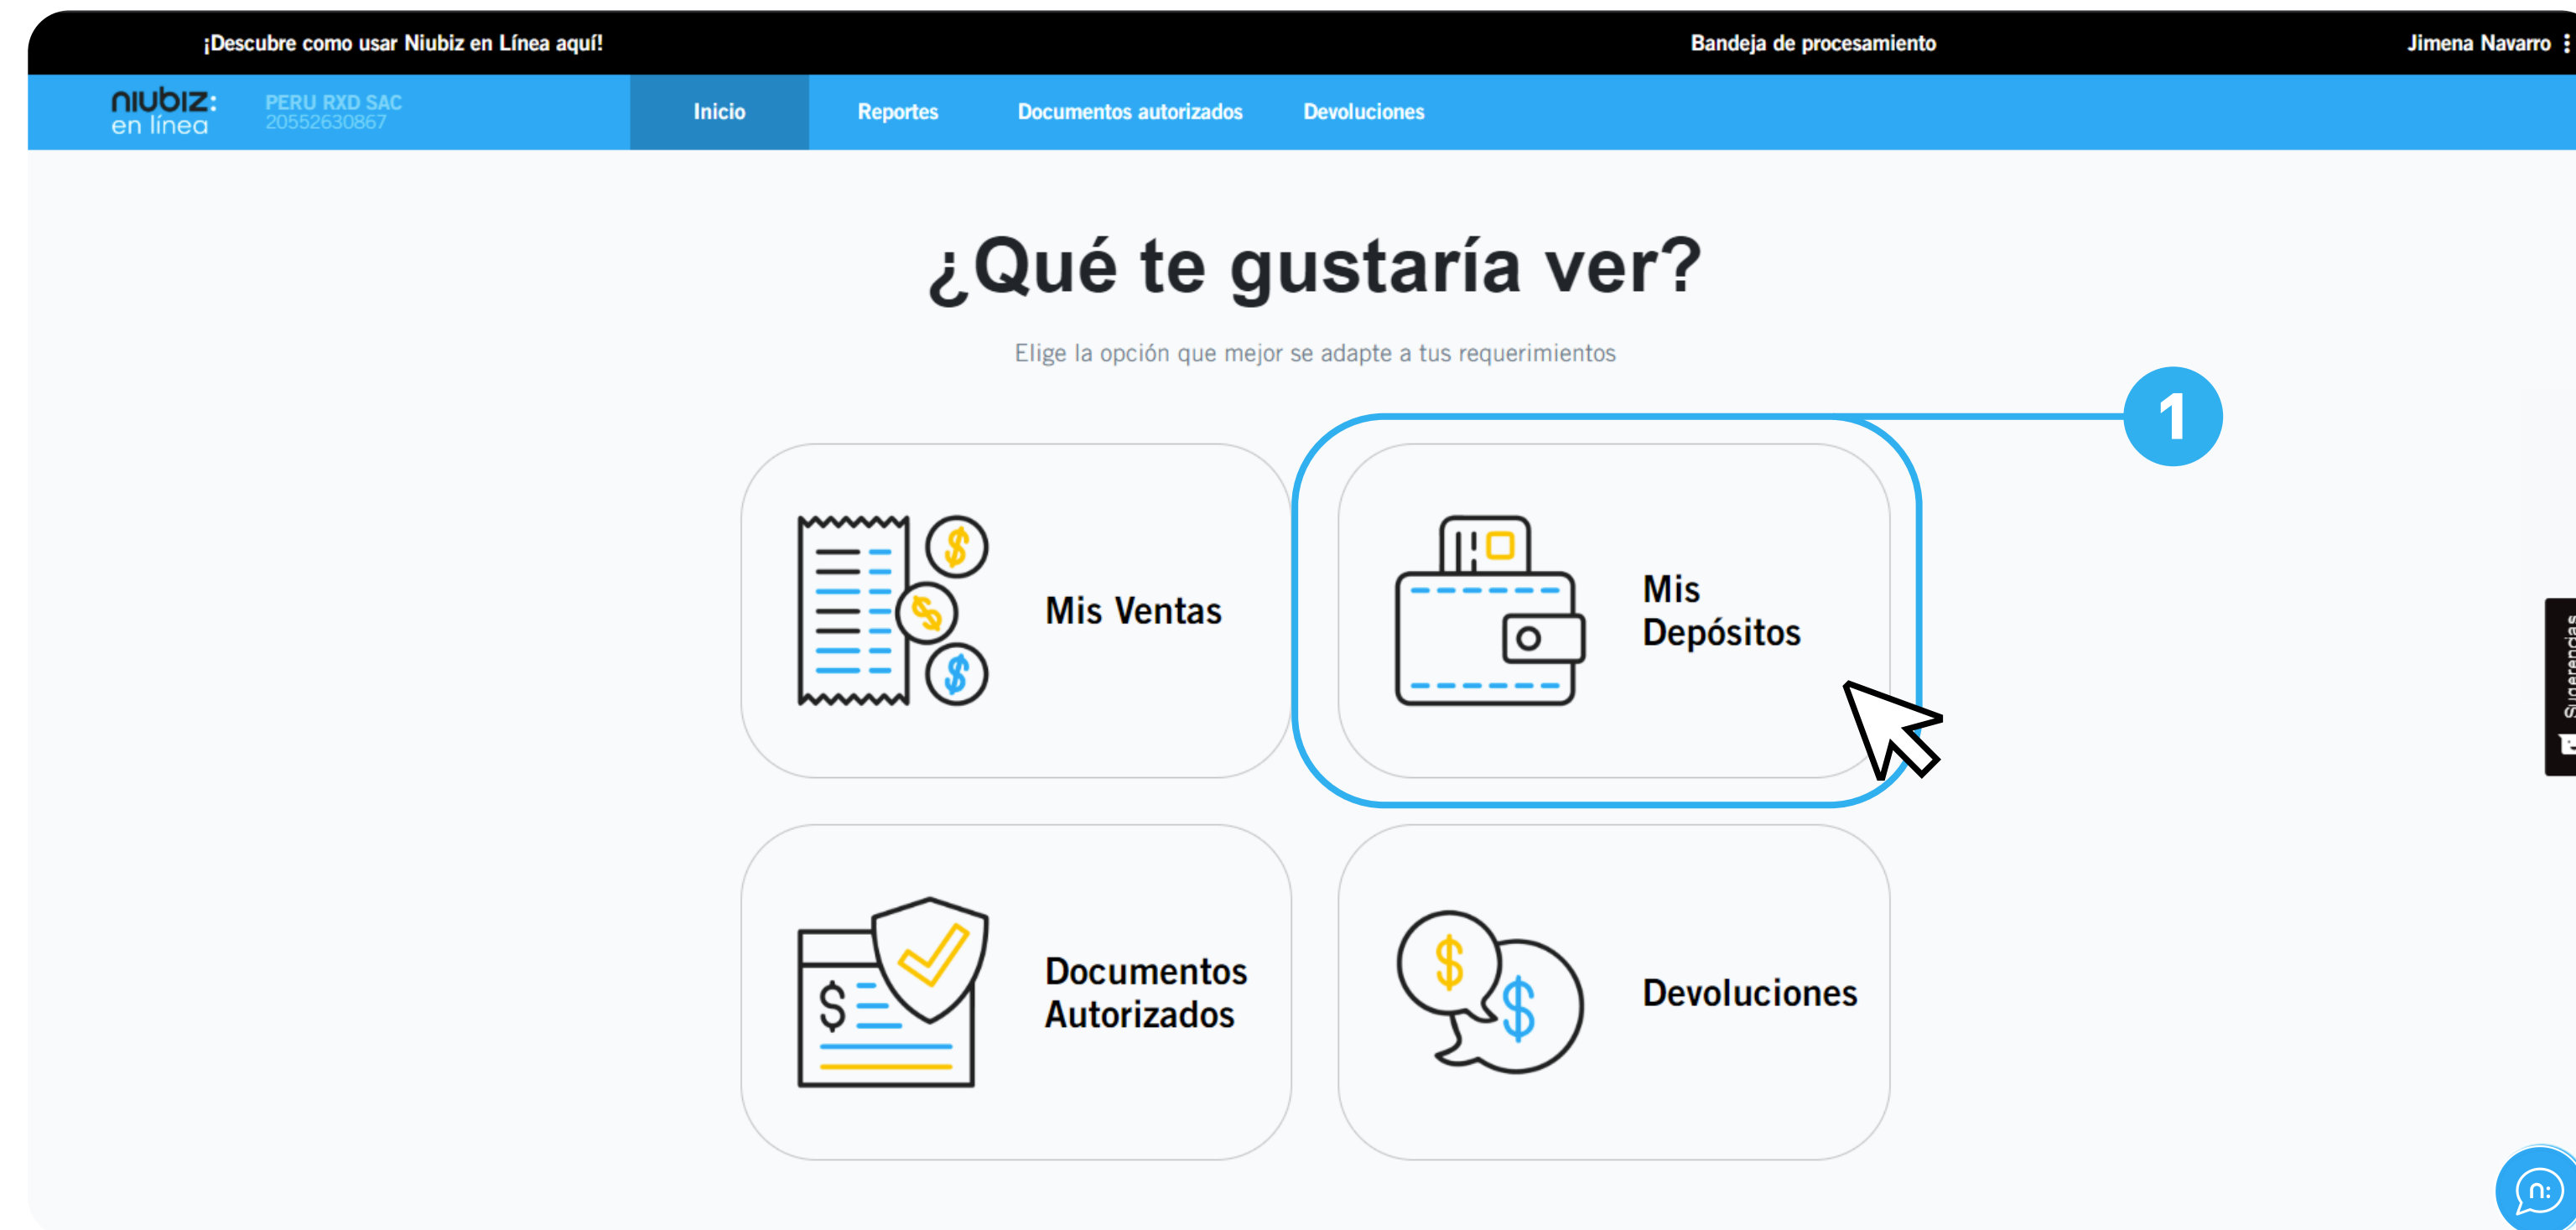 ¡Descubre como usar Niubiz en Línea aquí!
Bandeja de procesamiento
Jimena Navarro
niubiz:
en línea
PERU RXD SAC
20552630867
Inicio
Reportes
Documentos autorizados
Devoluciones
¿Qué te gustaría ver?
Elige la opción que mejor se adapte a tus requerimientos
1
Mis Ventas
Mis
Depósitos
Sugerencias
Documentos
Autorizados
Devoluciones
n: